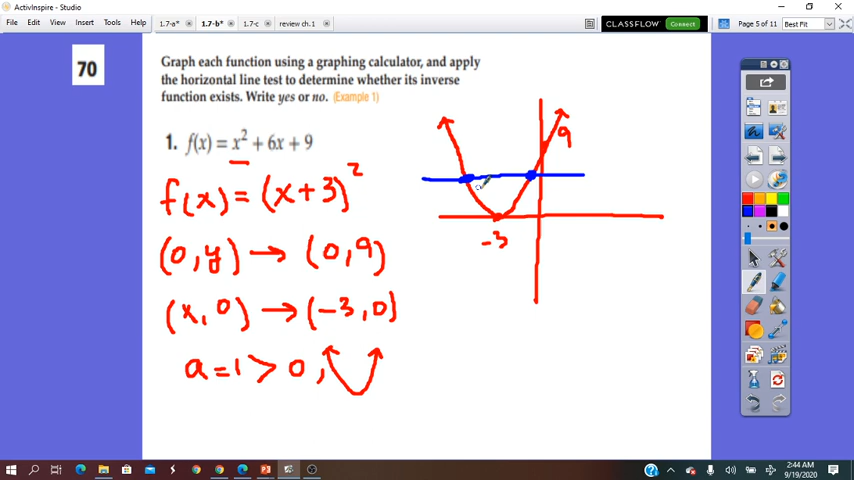 ActivInspire - Studio
File Edit View Insert Tools Help
1.7-a* 1.7-b* 1.7-c review ch.1
CLASSFLOW Connect Page 5 of 11 Best Fit
70
Graph each function using a graphing calculator, and apply
the horizontal line test to determine whether its inverse
function exists. Write yes or no. (Example 1)
1. f(x) = x² + 6x + 9
f(x) = (x+3)²
(0,y) → (0,9)
(x,0) → (-3,0)
a=1>0,
9
-3
2:44 AM
9/19/2020